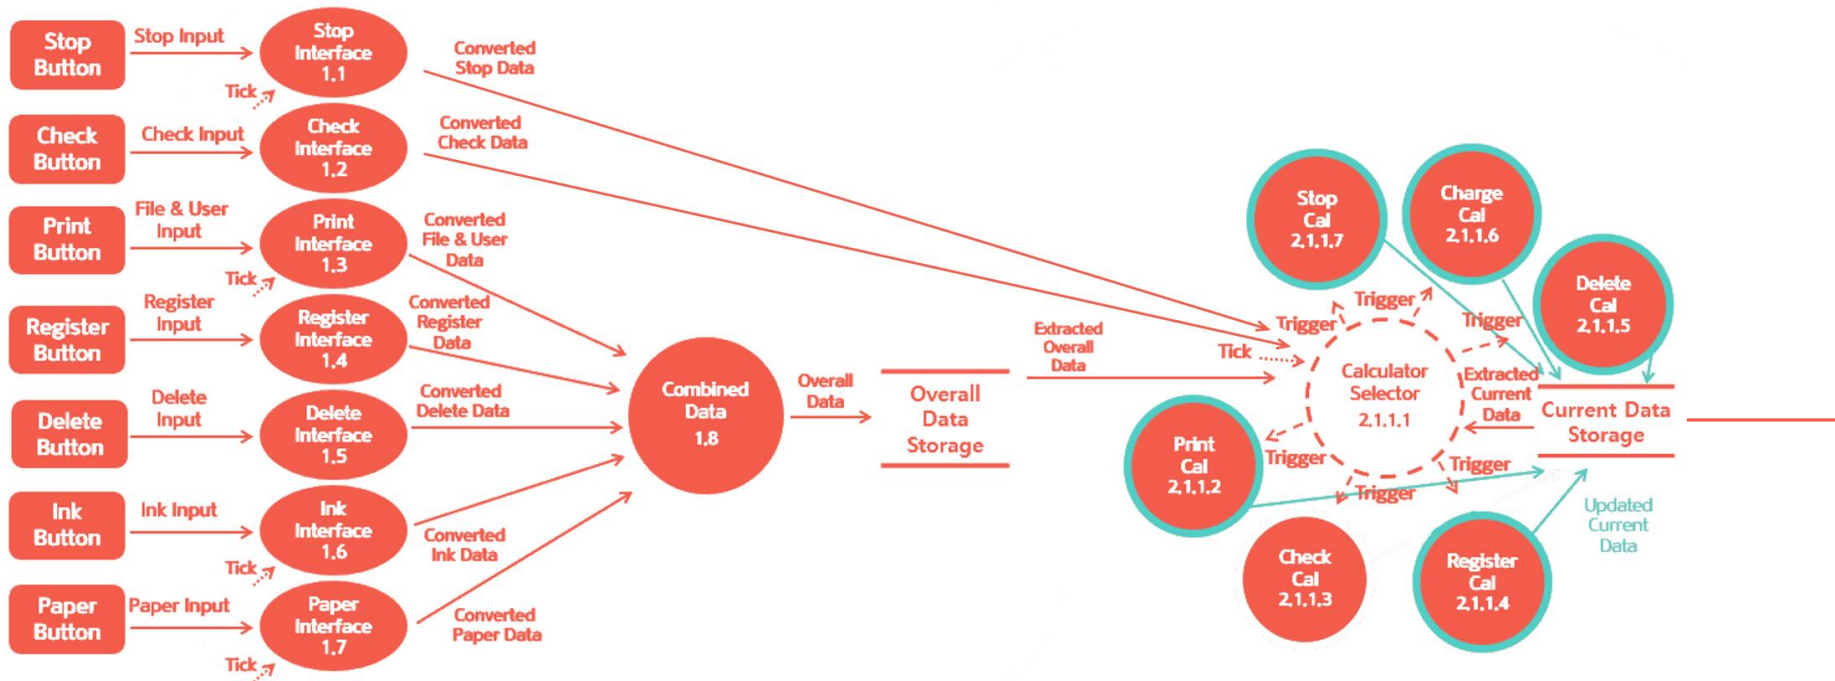 Stop
Button
Stop Input
Stop
Interface
1.1
Tick
Converted
Stop Data
Check
Button
Check Input
Check
Interface
1.2
Converted
Check Data
Print
Button
File & User
Input
Print
Interface
1.3
Tick
Converted
File & User
Data
Register
Button
Register
Input
Register
Interface
1.4
Converted
Register
Data
Delete
Button
Delete
Input
Delete
Interface
1.5
Converted
Delete Data
Ink
Button
Ink Input
Ink
Interface
1.6
Tick
Converted
Ink Data
Paper
Button
Paper Input
Paper
Interface
1.7
Tick
Converted
Paper Data
Combined
Data
1.8
Overall
Data
Overall
Data
Storage
Extracted
Overall
Data
Tick
Calculator
Selector
2.1.1.1
Trigger
Trigger
Trigger
Trigger
Trigger
Trigger
Stop
Cal
2.1.1.7
Charge
Cal
2.1.1.6
Delete
Cal
2.1.1.5
Extracted
Current
Data
Current Data
Storage
Print
Cal
2.1.1.2
Check
Cal
2.1.1.3
Register
Cal
2.1.1.4
Updated
Current
Data